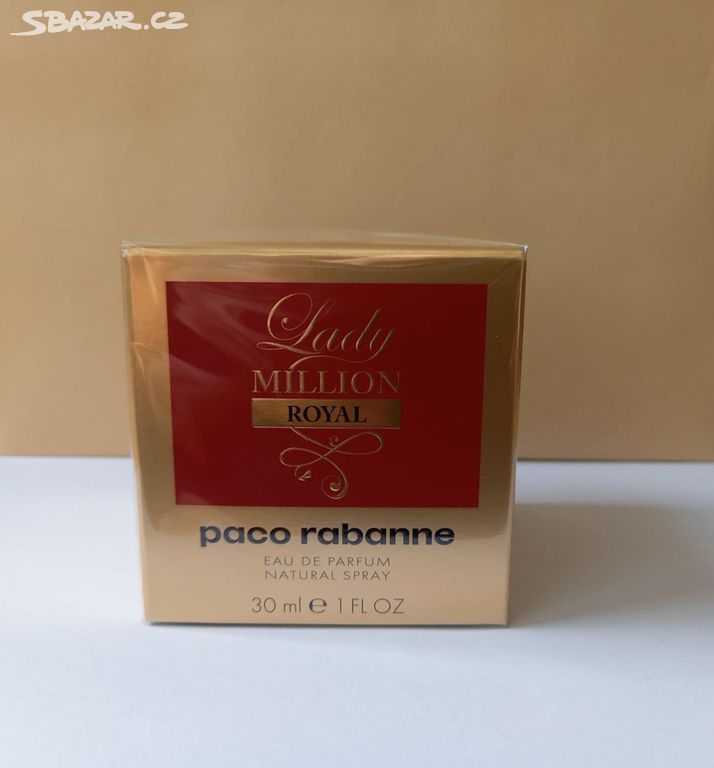 SBAZAR.CZ
Lady
MILLION
ROYAL
paco rabanne
EAU DE PARFUM
NATURAL SPRAY
30 ml ℮ 1 FL OZ